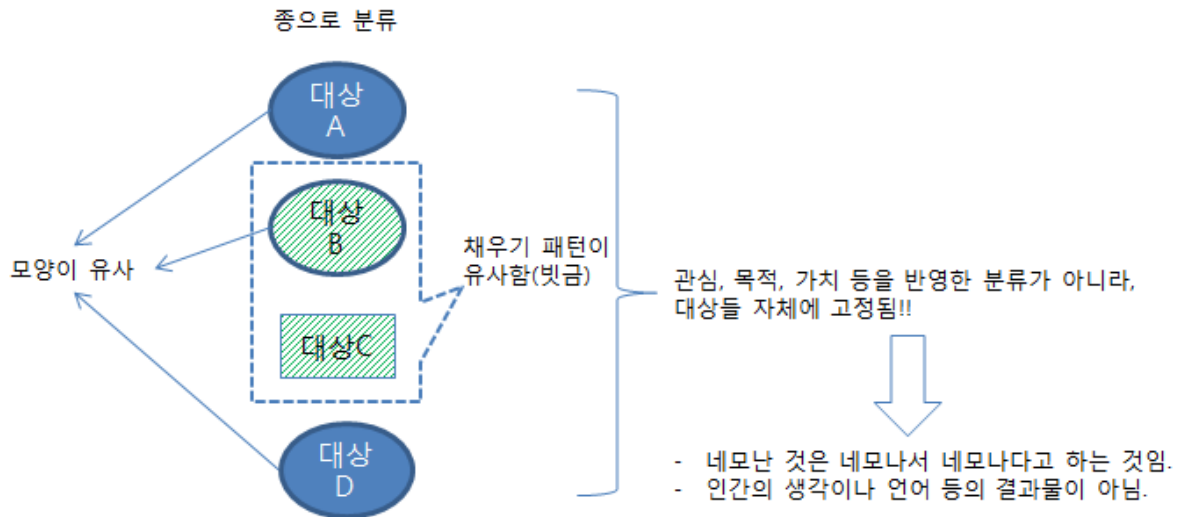 종으로 분류
대상
A
대상
B
대상C
대상
D
모양이 유사
채우기 패턴이
유사함(빗금)
관심, 목적, 가치 등을 반영한 분류가 아니라,
대상들 자체에 고정됨!!
- 네모난 것은 네모나서 네모나다고 하는 것임.
- 인간의 생각이나 언어 등의 결과물이 아님.